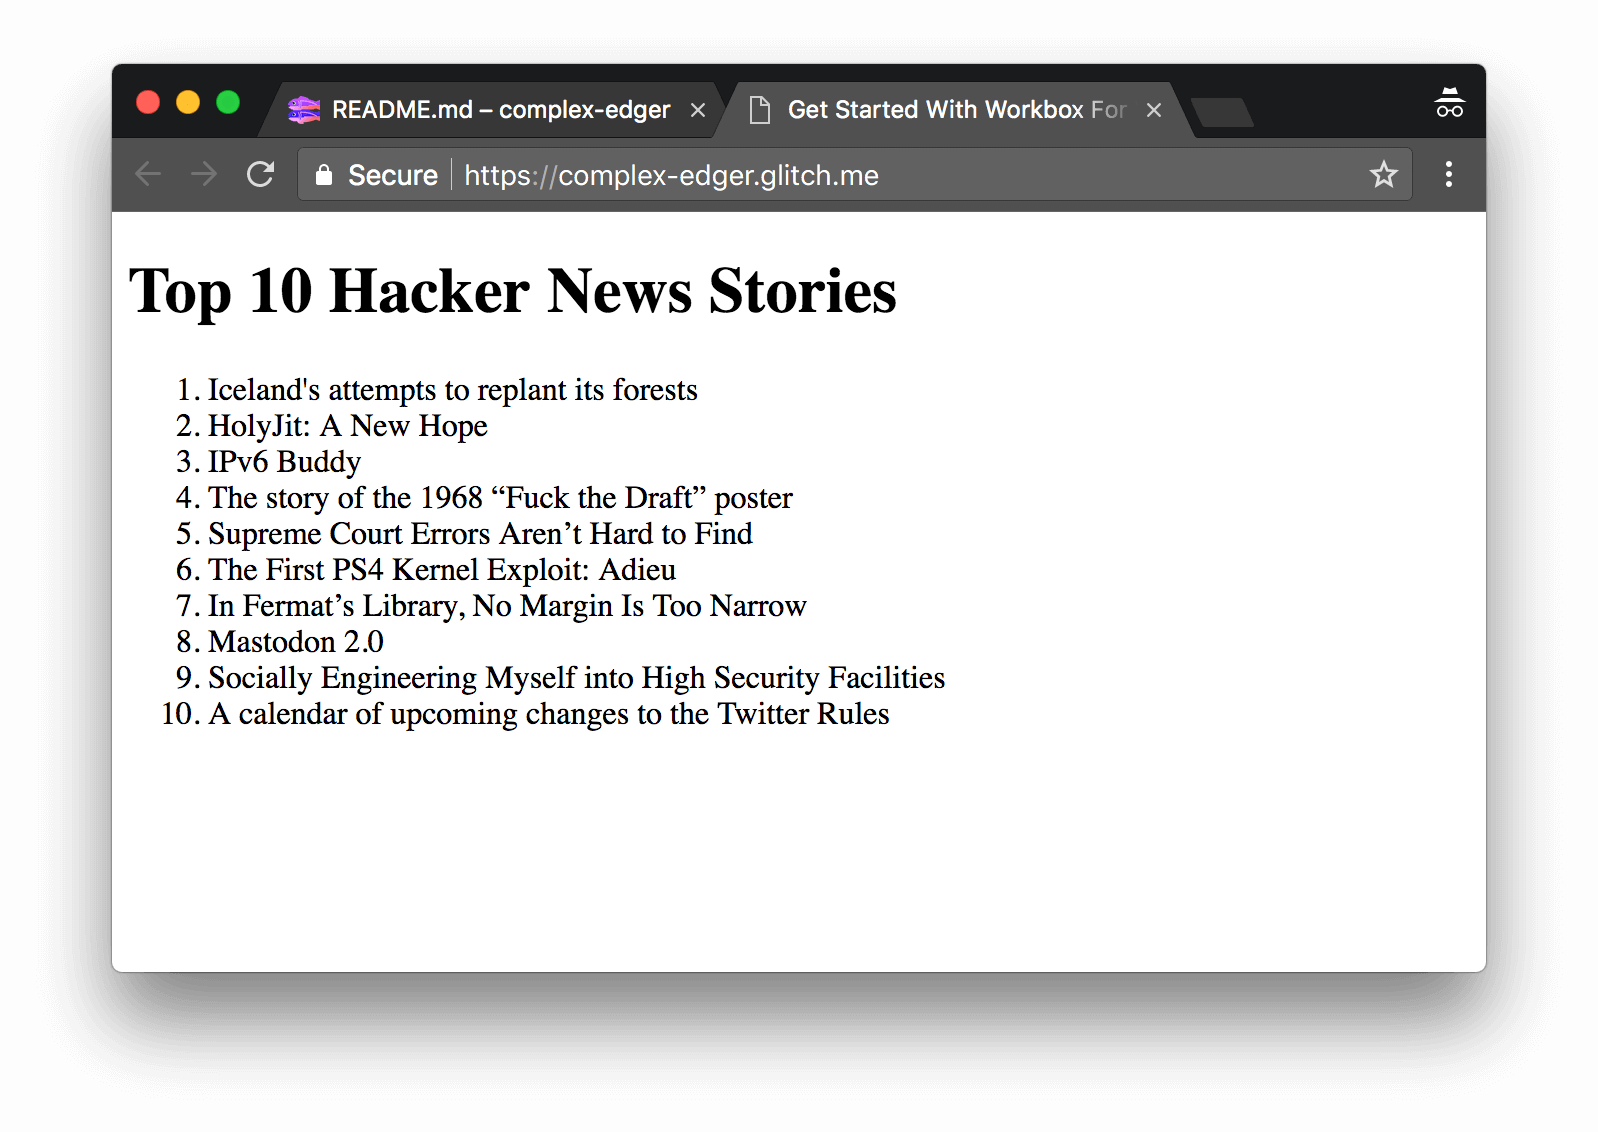 README.md – complex-edger
Get Started With Workbox For
Secure
https://complex-edger.glitch.me
Top 10 Hacker News Stories
1. Iceland's attempts to replant its forests
2. HolyJit: A New Hope
3. IPv6 Buddy
4. The story of the 1968 “Fuck the Draft” poster
5. Supreme Court Errors Aren’t Hard to Find
6. The First PS4 Kernel Exploit: Adieu
7. In Fermat’s Library, No Margin Is Too Narrow
8. Mastodon 2.0
9. Socially Engineering Myself into High Security Facilities
10. A calendar of upcoming changes to the Twitter Rules